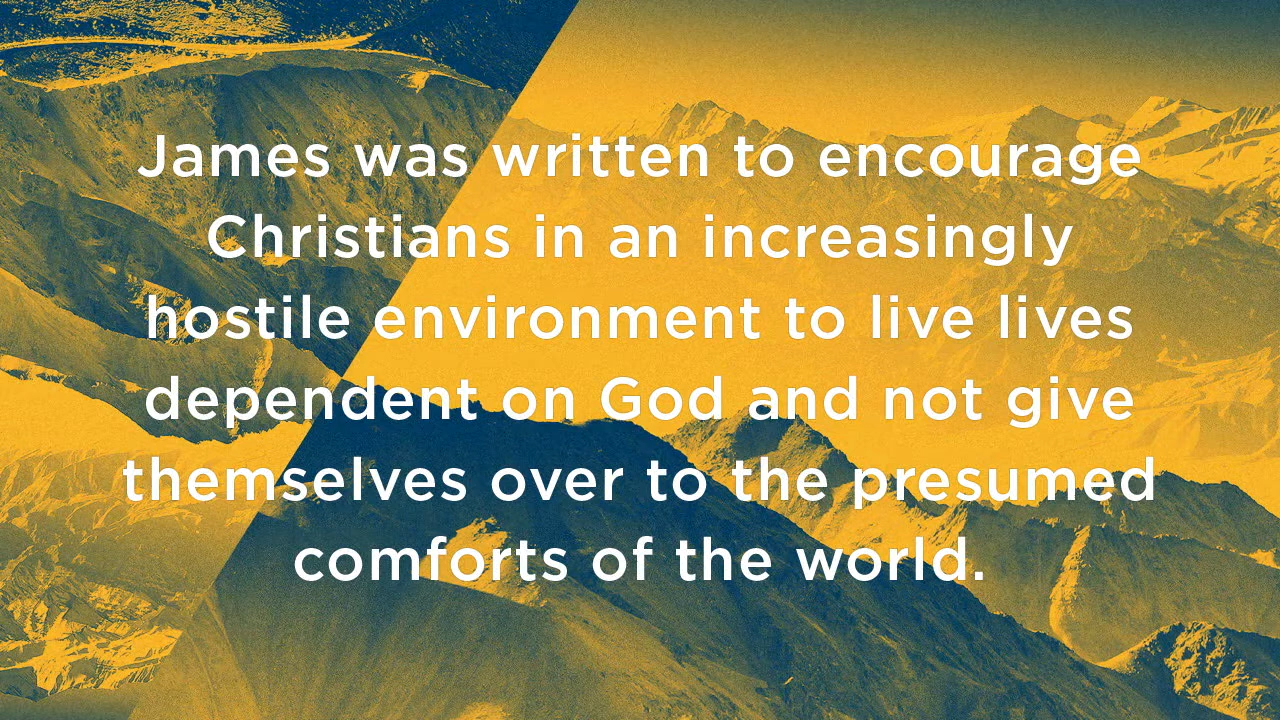 James was written to encourage
Christians in an increasingly
hostile environment to live lives
dependent on God and not give
themselves over to the presumed
comforts of the world.